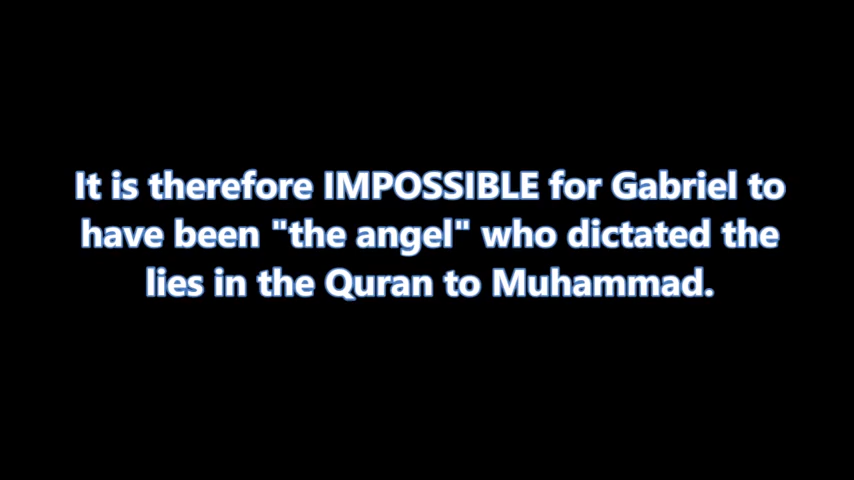 It is therefore IMPOSSIBLE for Gabriel to
have been "the angel" who dictated the
lies in the Quran to Muhammad.